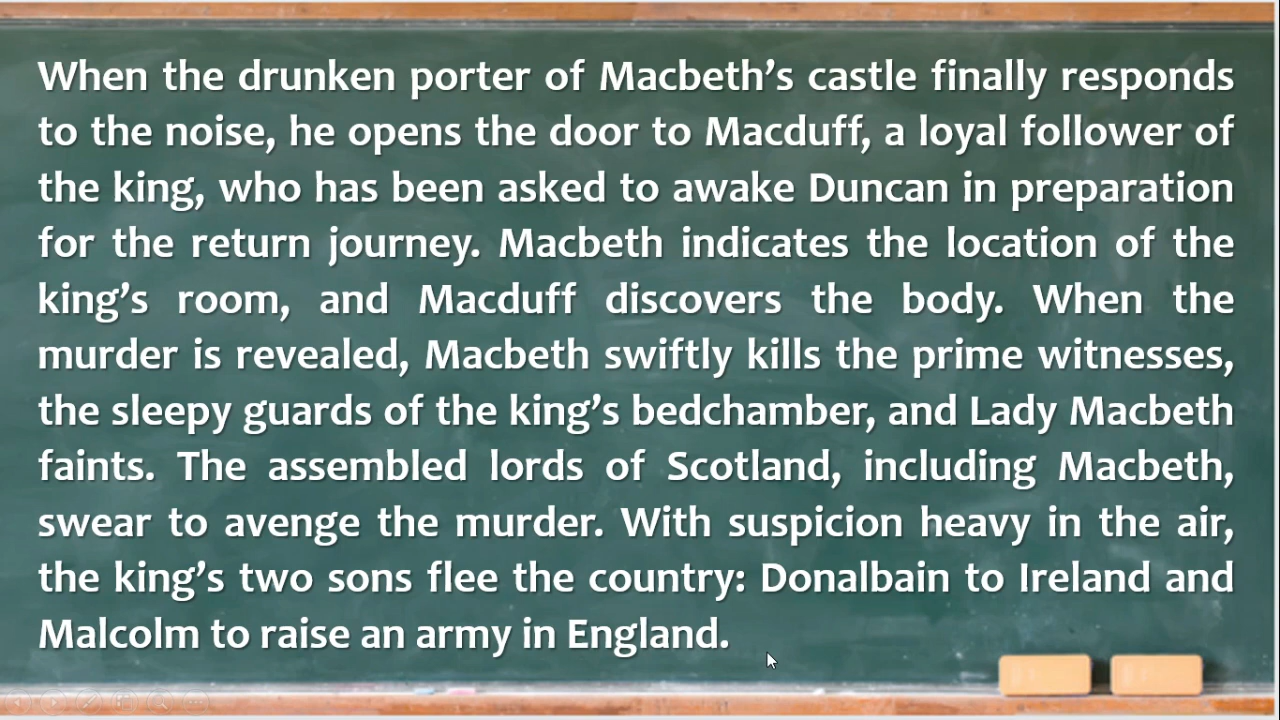 When the drunken porter of Macbeth’s castle finally responds
to the noise, he opens the door to Macduff, a loyal follower of
the king, who has been asked to awake Duncan in preparation
for the return journey. Macbeth indicates the location of the
king’s room, and Macduff discovers the body. When the
murder is revealed, Macbeth swiftly kills the prime witnesses,
the sleepy guards of the king’s bedchamber, and Lady Macbeth
faints. The assembled lords of Scotland, including Macbeth,
swear to avenge the murder. With suspicion heavy in the air,
the king’s two sons flee the country: Donalbain to Ireland and
Malcolm to raise an army in England.